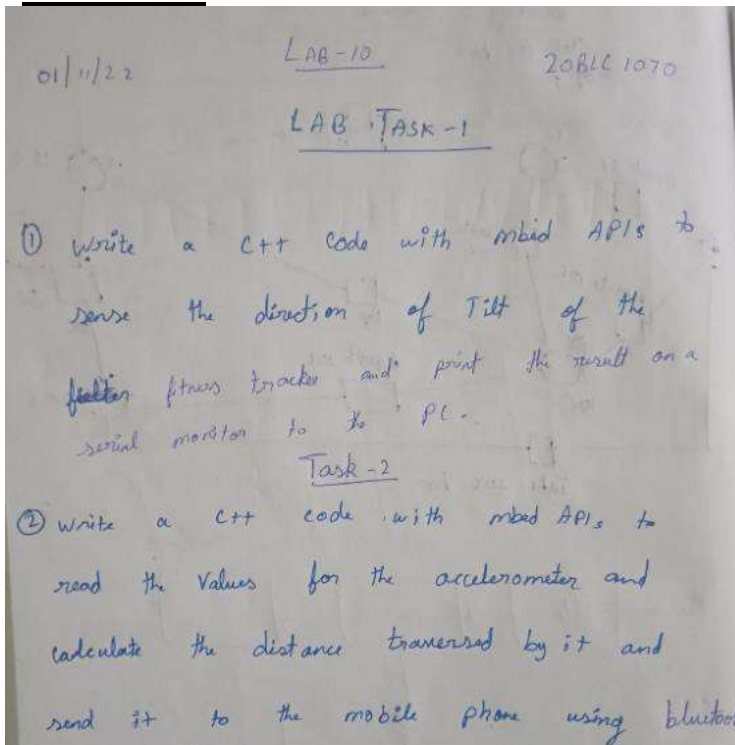 LAB-10
01/11/22
20BLC1070
LAB TASK-1
① Write a C++ Code with mbed APIs to
sense the direction of Tilt of the
fitness tracker and print the result on a
serial monitor to the PC.
Task-2
② Write a C++ code with mbed APIs to
read the Values for the accelerometer and
calculate the distance traversed by it and
send it to the mobile phone using